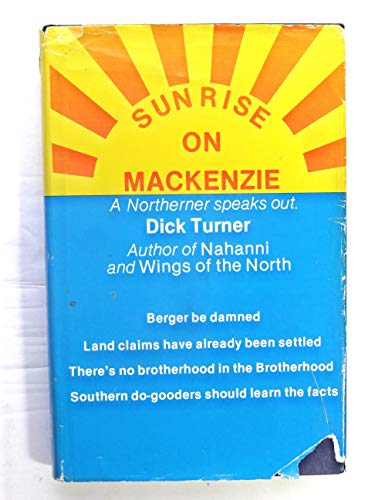 SUNRISE
ON
MACKENZIE
A Northerner speaks out.
Dick Turner
Author of Nahanni
and Wings of the North
Berger be damned
Land claims have already been settled
There's no brotherhood in the Brotherhood
Southern do-gooders should learn the facts